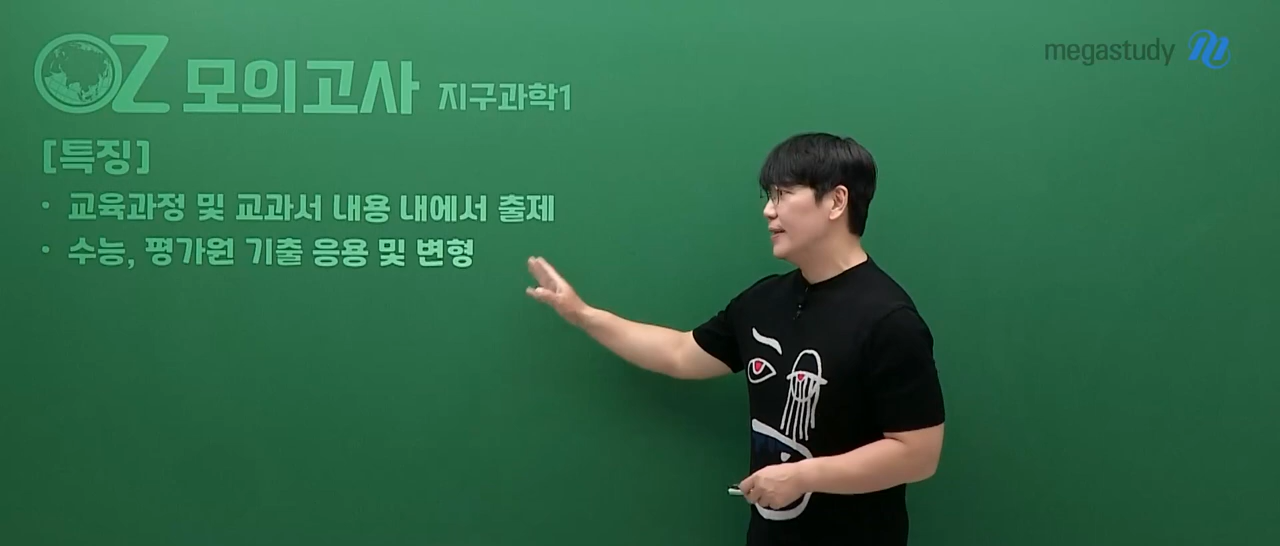 OZ 모의고사 지구과학1
megastudy
[특징]
• 교육과정 및 교과서 내용 내에서 출제
• 수능, 평가원 기출 응용 및 변형